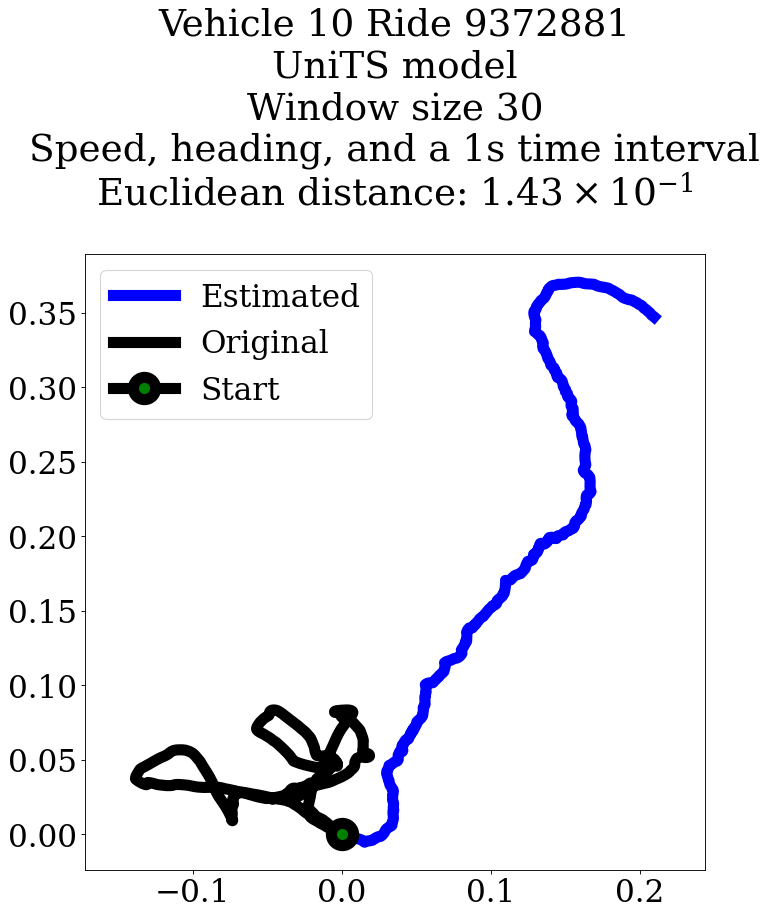 Vehicle 10 Ride 9372881
UniTS model
Window size 30
Speed, heading, and a 1s time interval
Euclidean distance: 1.43 × 10⁻¹
Estimated
Original
Start
0.35
0.30
0.25
0.20
0.15
0.10
0.05
0.00
−0.1
0.0
0.1
0.2